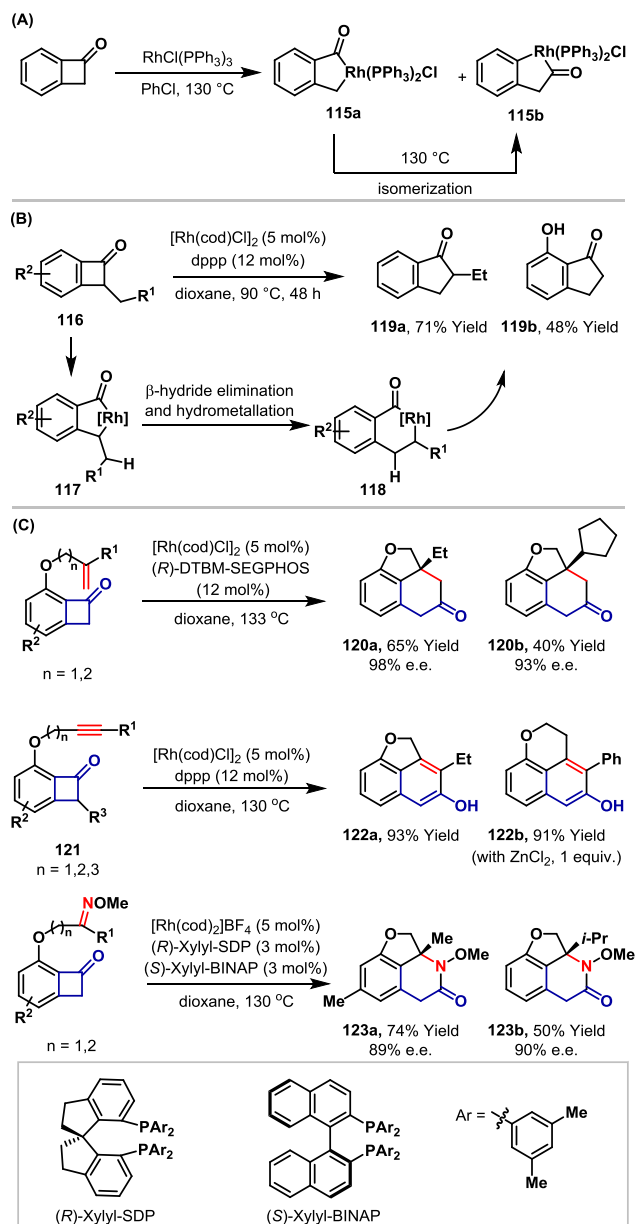 (A)
O
RhCl(PPh3)3
PhCl, 130 °C
O
Rh(PPh3)2Cl
115a
+
Rh(PPh3)2Cl
O
115b
130 °C
isomerization
(B)
R2
O
R1
116
[Rh(cod)Cl]2 (5 mol%)
dppp (12 mol%)
dioxane, 90 °C, 48 h
O
Et
119a, 71% Yield
OH O
119b, 48% Yield
O
R2
[Rh]
R1
H
117
β-hydride elimination
and hydrometallation
O
R2
[Rh]
R1
H
118
(C)
O
n
R1
O
R2
n = 1,2
[Rh(cod)Cl]2 (5 mol%)
(R)-DTBM-SEGPHOS
(12 mol%)
dioxane, 133 oC
O
Et
O
120a, 65% Yield
98% e.e.
O
O
120b, 40% Yield
93% e.e.
O
n
R1
O
R2
R3
121
n = 1,2,3
[Rh(cod)Cl]2 (5 mol%)
dppp (12 mol%)
dioxane, 130 oC
O
Et
OH
122a, 93% Yield
O
Ph
OH
122b, 91% Yield
(with ZnCl2, 1 equiv.)
N
OMe
O
n
R1
O
R2
n = 1,2
[Rh(cod)2]BF4 (5 mol%)
(R)-Xylyl-SDP (3 mol%)
(S)-Xylyl-BINAP (3 mol%)
dioxane, 130 oC
O
Me
N
OMe
O
Me
123a, 74% Yield
89% e.e.
O
i-Pr
N
OMe
O
123b, 50% Yield
90% e.e.
PAr2
PAr2
(R)-Xylyl-SDP
PAr2
PAr2
(S)-Xylyl-BINAP
Ar =
Me
Me